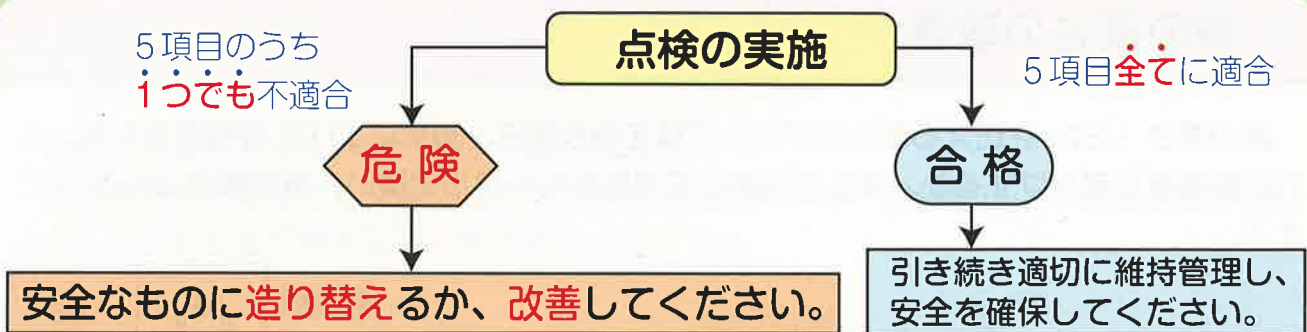 5項目のうち
1つでも不適合
点検の実施
5項目全てに適合
危険
合格
安全なものに造り替えるか、改善してください。
引き続き適切に維持管理し、
安全を確保してください。